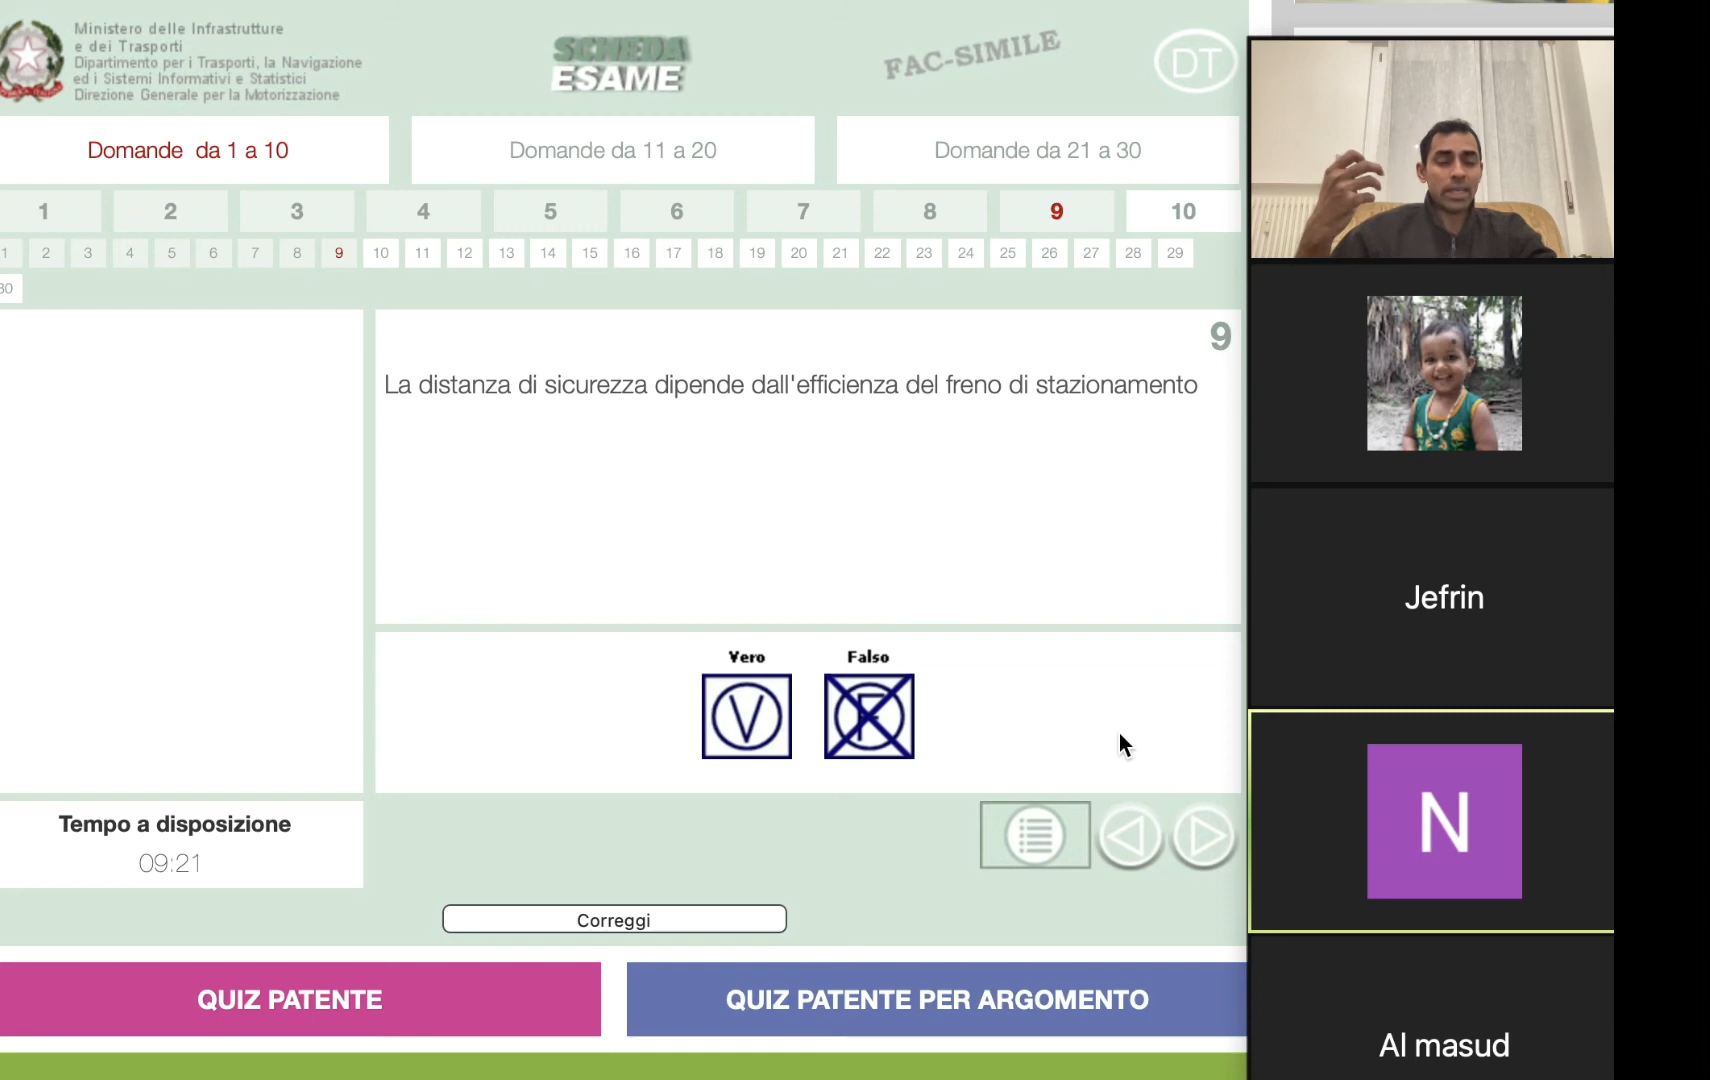 Ministero delle Infrastrutture
e dei Trasporti
Dipartimento per i Trasporti, la Navigazione
ed i Sistemi Informativi e Statistici
Direzione Generale per la Motorizzazione
SCHEDA
ESAME
FAC-SIMILE
DT
Domande da 1 a 10
Domande da 11 a 20
Domande da 21 a 30
1 2 3 4 5 6 7 8 9 10
1 2 3 4 5 6 7 8 9 10 11 12 13 14 15 16 17 18 19 20 21 22 23 24 25 26 27 28 29
30
9
La distanza di sicurezza dipende dall'efficienza del freno di stazionamento
Vero Falso
V F
Tempo a disposizione
09:21
Correggi
QUIZ PATENTE
QUIZ PATENTE PER ARGOMENTO
Jefrin
N
Al masud